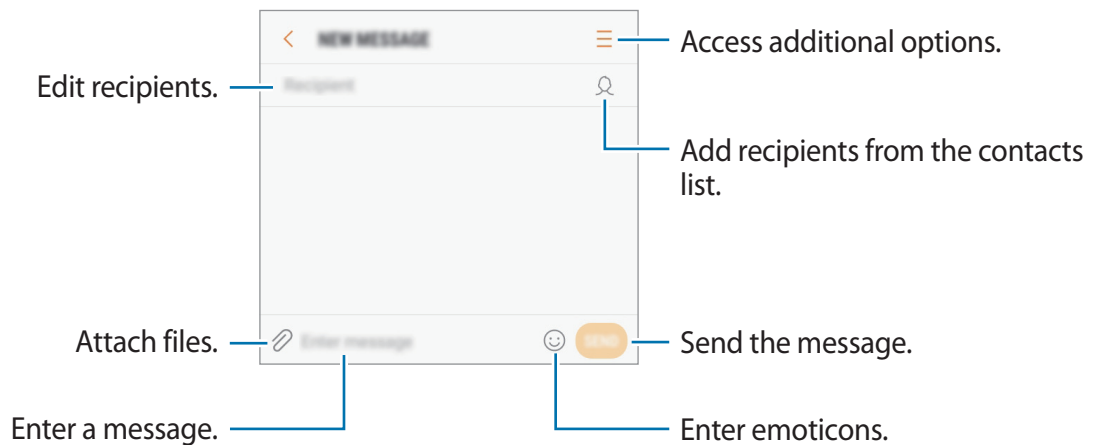 NEW MESSAGE
Access additional options.
Edit recipients.
Recipient
Add recipients from the contacts
list.
Attach files.
Enter message
SEND
Send the message.
Enter a message.
Enter emoticons.